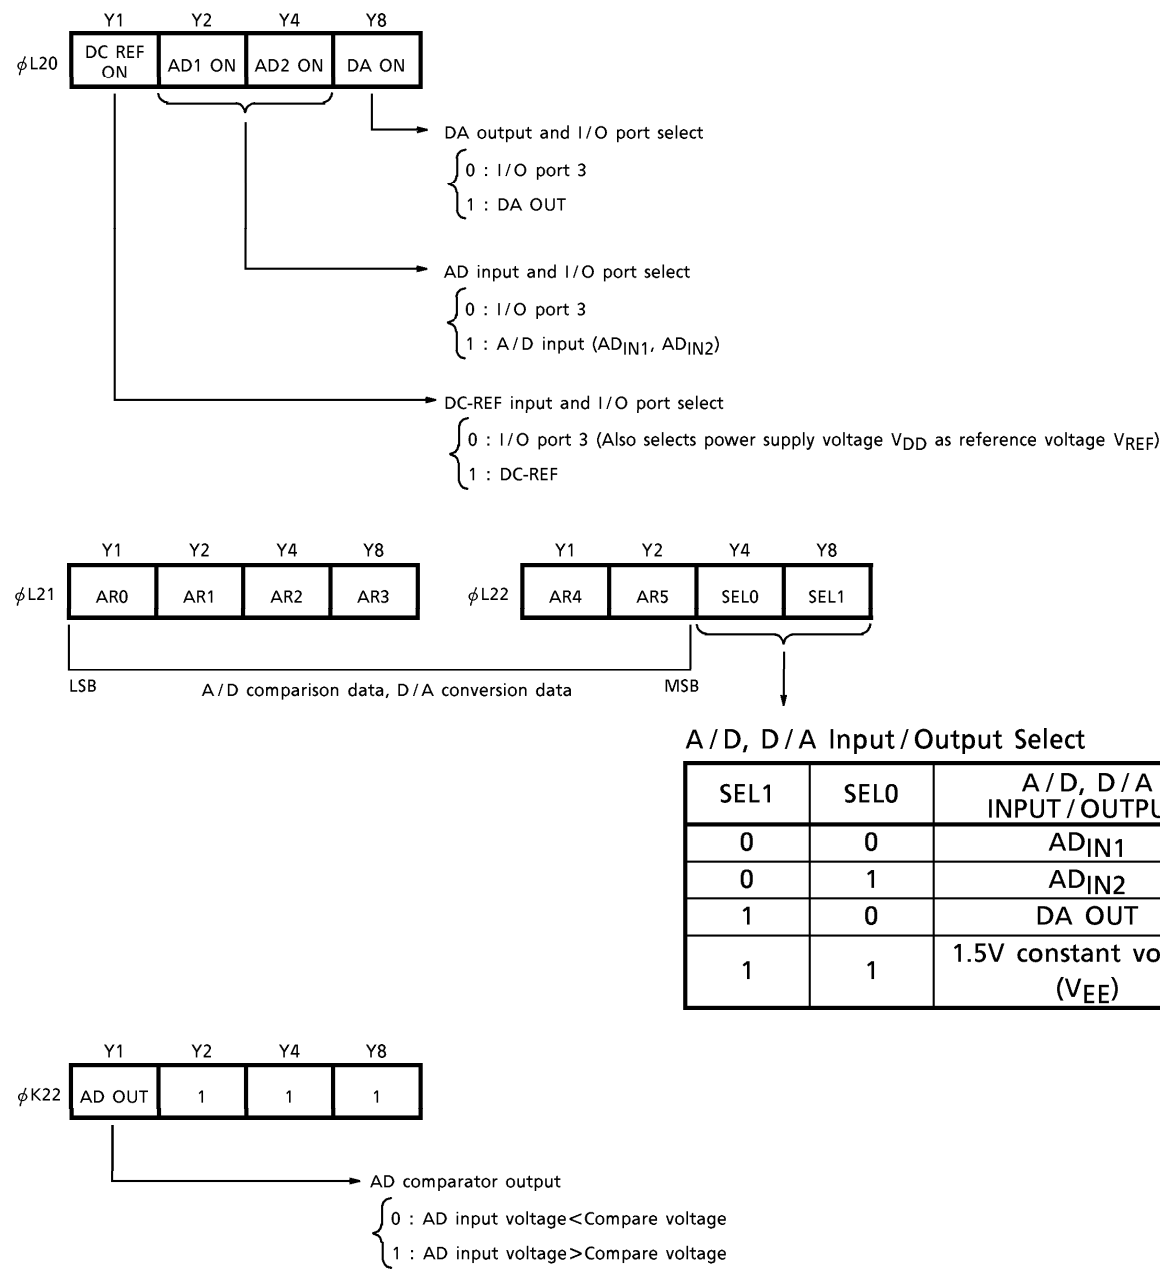 Y1 Y2 Y4 Y8
ϕL20
DC REF
ON
AD1 ON
AD2 ON
DA ON
DA output and I/O port select
0 : I/O port 3
1 : DA OUT
AD input and I/O port select
0 : I/O port 3
1 : A/D input (ADIN1, ADIN2)
DC-REF input and I/O port select
0 : I/O port 3 (Also selects power supply voltage VDD as reference voltage VREF)
1 : DC-REF
Y1 Y2 Y4 Y8
ϕL21 AR0 AR1 AR2 AR3
Y1 Y2 Y4 Y8
ϕL22 AR4 AR5 SEL0 SEL1
LSB A/D comparison data, D/A conversion data MSB
A/D, D/A Input/Output Select
SEL1 SEL0 A/D, D/A
INPUT/OUTPU
0 0 ADIN1
0 1 ADIN2
1 0 DA OUT
1 1 1.5V constant vo
(VEE)
Y1 Y2 Y4 Y8
ϕK22 AD OUT 1 1 1
AD comparator output
0 : AD input voltage<Compare voltage
1 : AD input voltage>Compare voltage